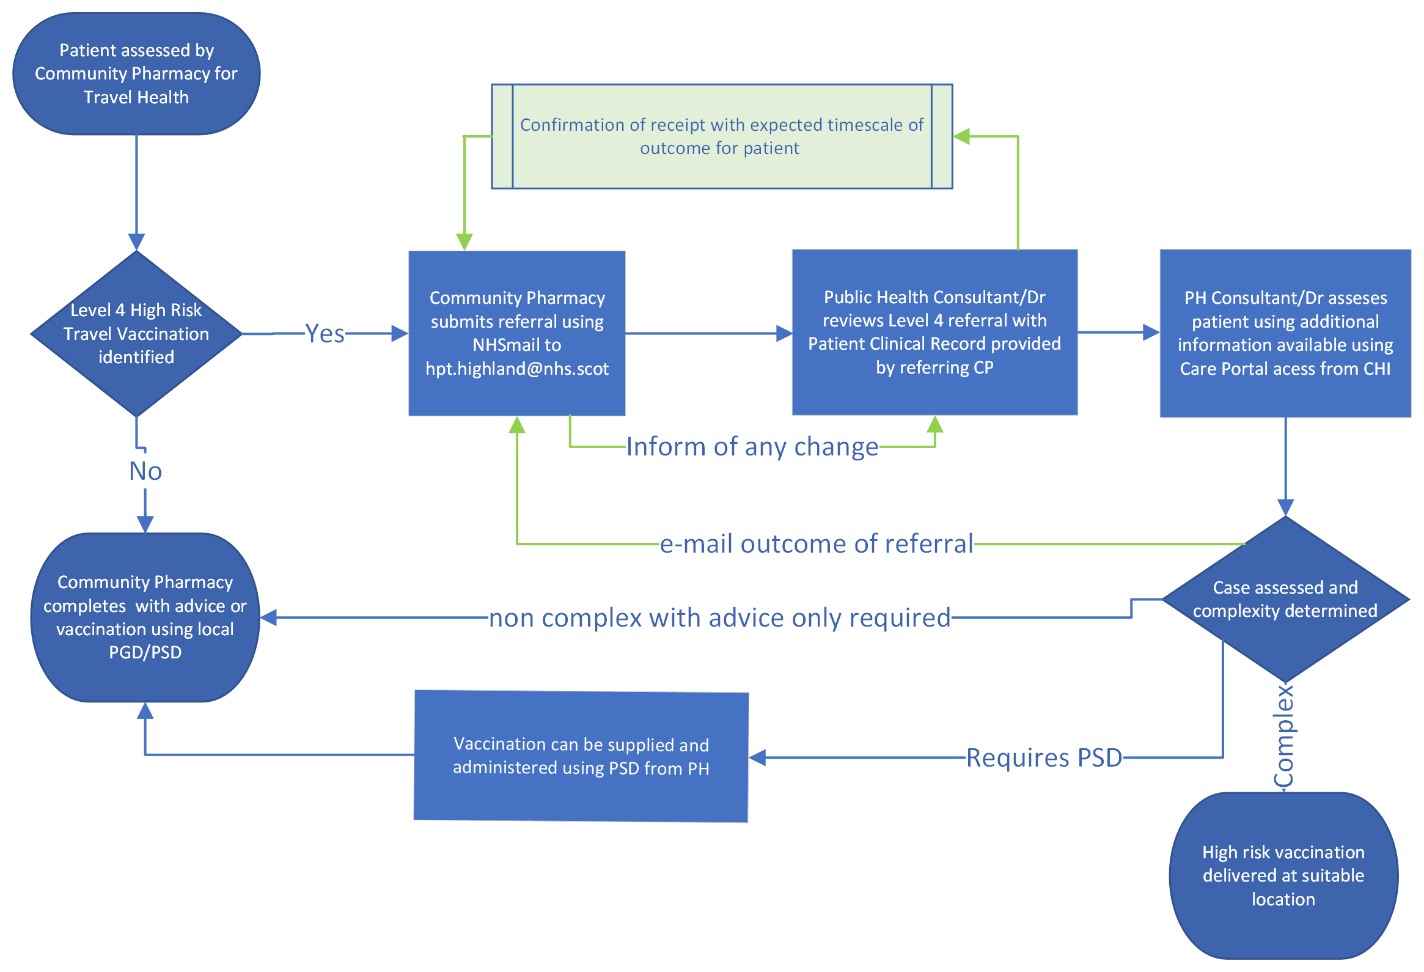 Patient assessed by
Community Pharmacy for
Travel Health
Confirmation of receipt with expected timescale of
outcome for patient
Level 4 High Risk
Travel Vaccination
identified
Yes
Community Pharmacy
submits referral using
NHSmail to
hpt.highland@nhs.scot
Public Health Consultant/Dr
reviews Level 4 referral with
Patient Clinical Record provided
by referring CP
PH Consultant/Dr asseses
patient using additional
information available using
Care Portal acess from CHI
Inform of any change
No
e-mail outcome of referral
Case assessed and
complexity determined
Community Pharmacy
completes with advice or
vaccination using local
PGD/PSD
non complex with advice only required
Vaccination can be supplied and
administered using PSD from PH
Requires PSD
Complex
High risk vaccination
delivered at suitable
location